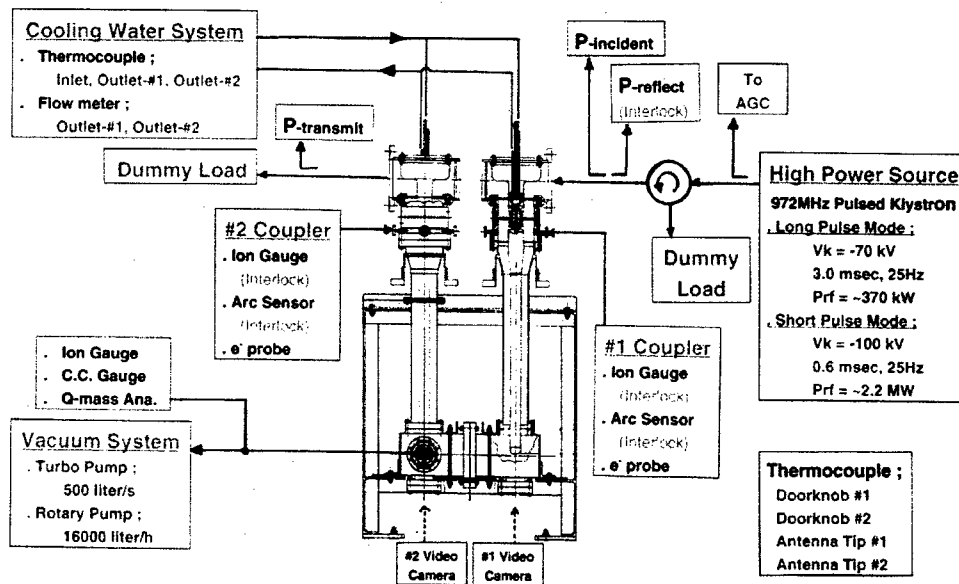 Cooling Water System
. Thermocouple ;
Inlet, Outlet-#1, Outlet-#2
. Flow meter ;
Outlet-#1, Outlet-#2
P-transmit
Dummy Load
P-incident
P-reflect
(Interlock)
To
AGC
High Power Source
972MHz Pulsed Klystron
. Long Pulse Mode ;
Vk = -70 kV
3.0 msec, 25Hz
Prf = ~370 kW
. Short Pulse Mode ;
Vk = -100 kV
0.6 msec, 25Hz
Prf = ~2.2 MW
Dummy
Load
#2 Coupler
. Ion Gauge
(Interlock)
. Arc Sensor
(Interlock)
. e- probe
#1 Coupler
. Ion Gauge
(Interlock)
. Arc Sensor
(Interlock)
. e- probe
. Ion Gauge
. C.C. Gauge
. Q-mass Ana.
Vacuum System
. Turbo Pump ;
500 liter/s
. Rotary Pump ;
16000 liter/h
#2 Video
Camera
#1 Video
Camera
Thermocouple ;
Doorknob #1
Doorknob #2
Antenna Tip #1
Antenna Tip #2